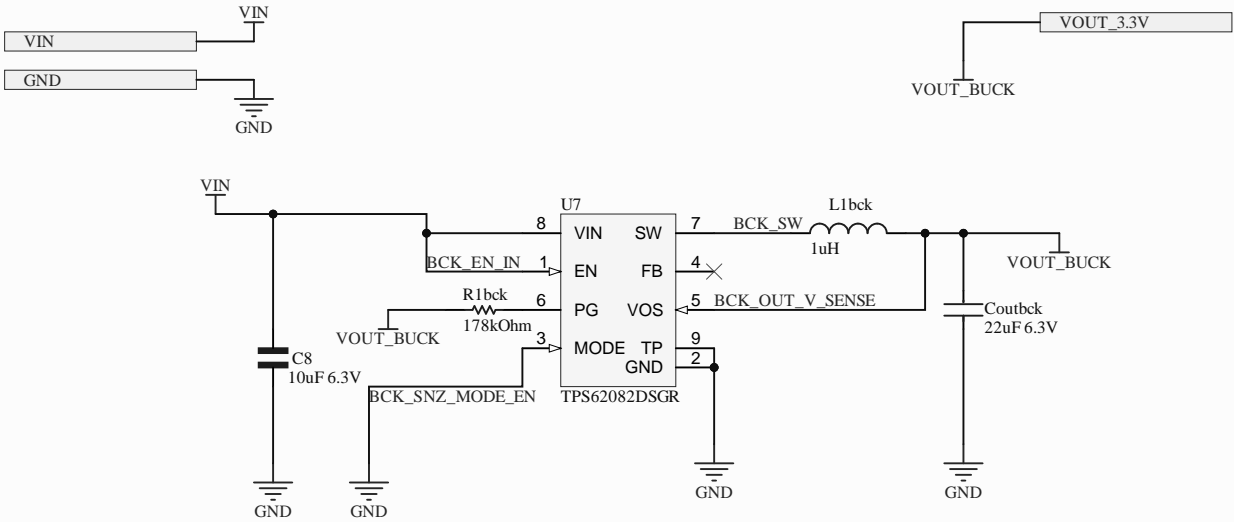 VIN
VIN
VOUT_3.3V
GND
VOUT_BUCK
GND
VIN
U7
L1bck
8 VIN SW 7 BCK_SW
1uH
BCK_EN_IN 1 EN FB 4
VOUT_BUCK
R1bck
6 PG VOS 5 BCK_OUT_V_SENSE
Coutbck
178kOhm
22uF 6.3V
VOUT_BUCK
3 MODE TP 9
C8
GND 2
10uF 6.3V
BCK_SNZ_MODE_EN
TPS62082DSGR
GND
GND
GND
GND